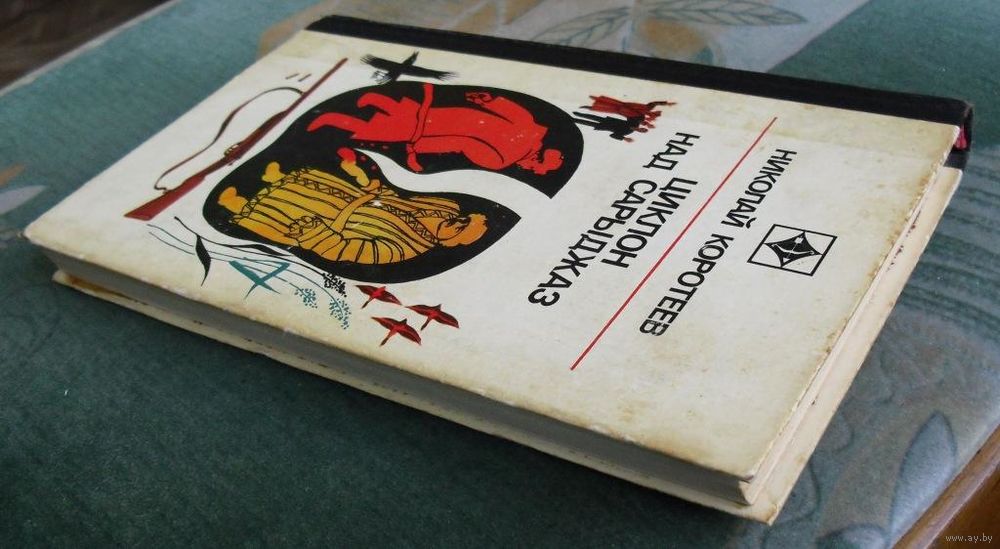 НИКОЛАЙ КОРОТЕЕВ
ЦИКЛОН
НАД САРЫДЖАЗ
www.ay.by